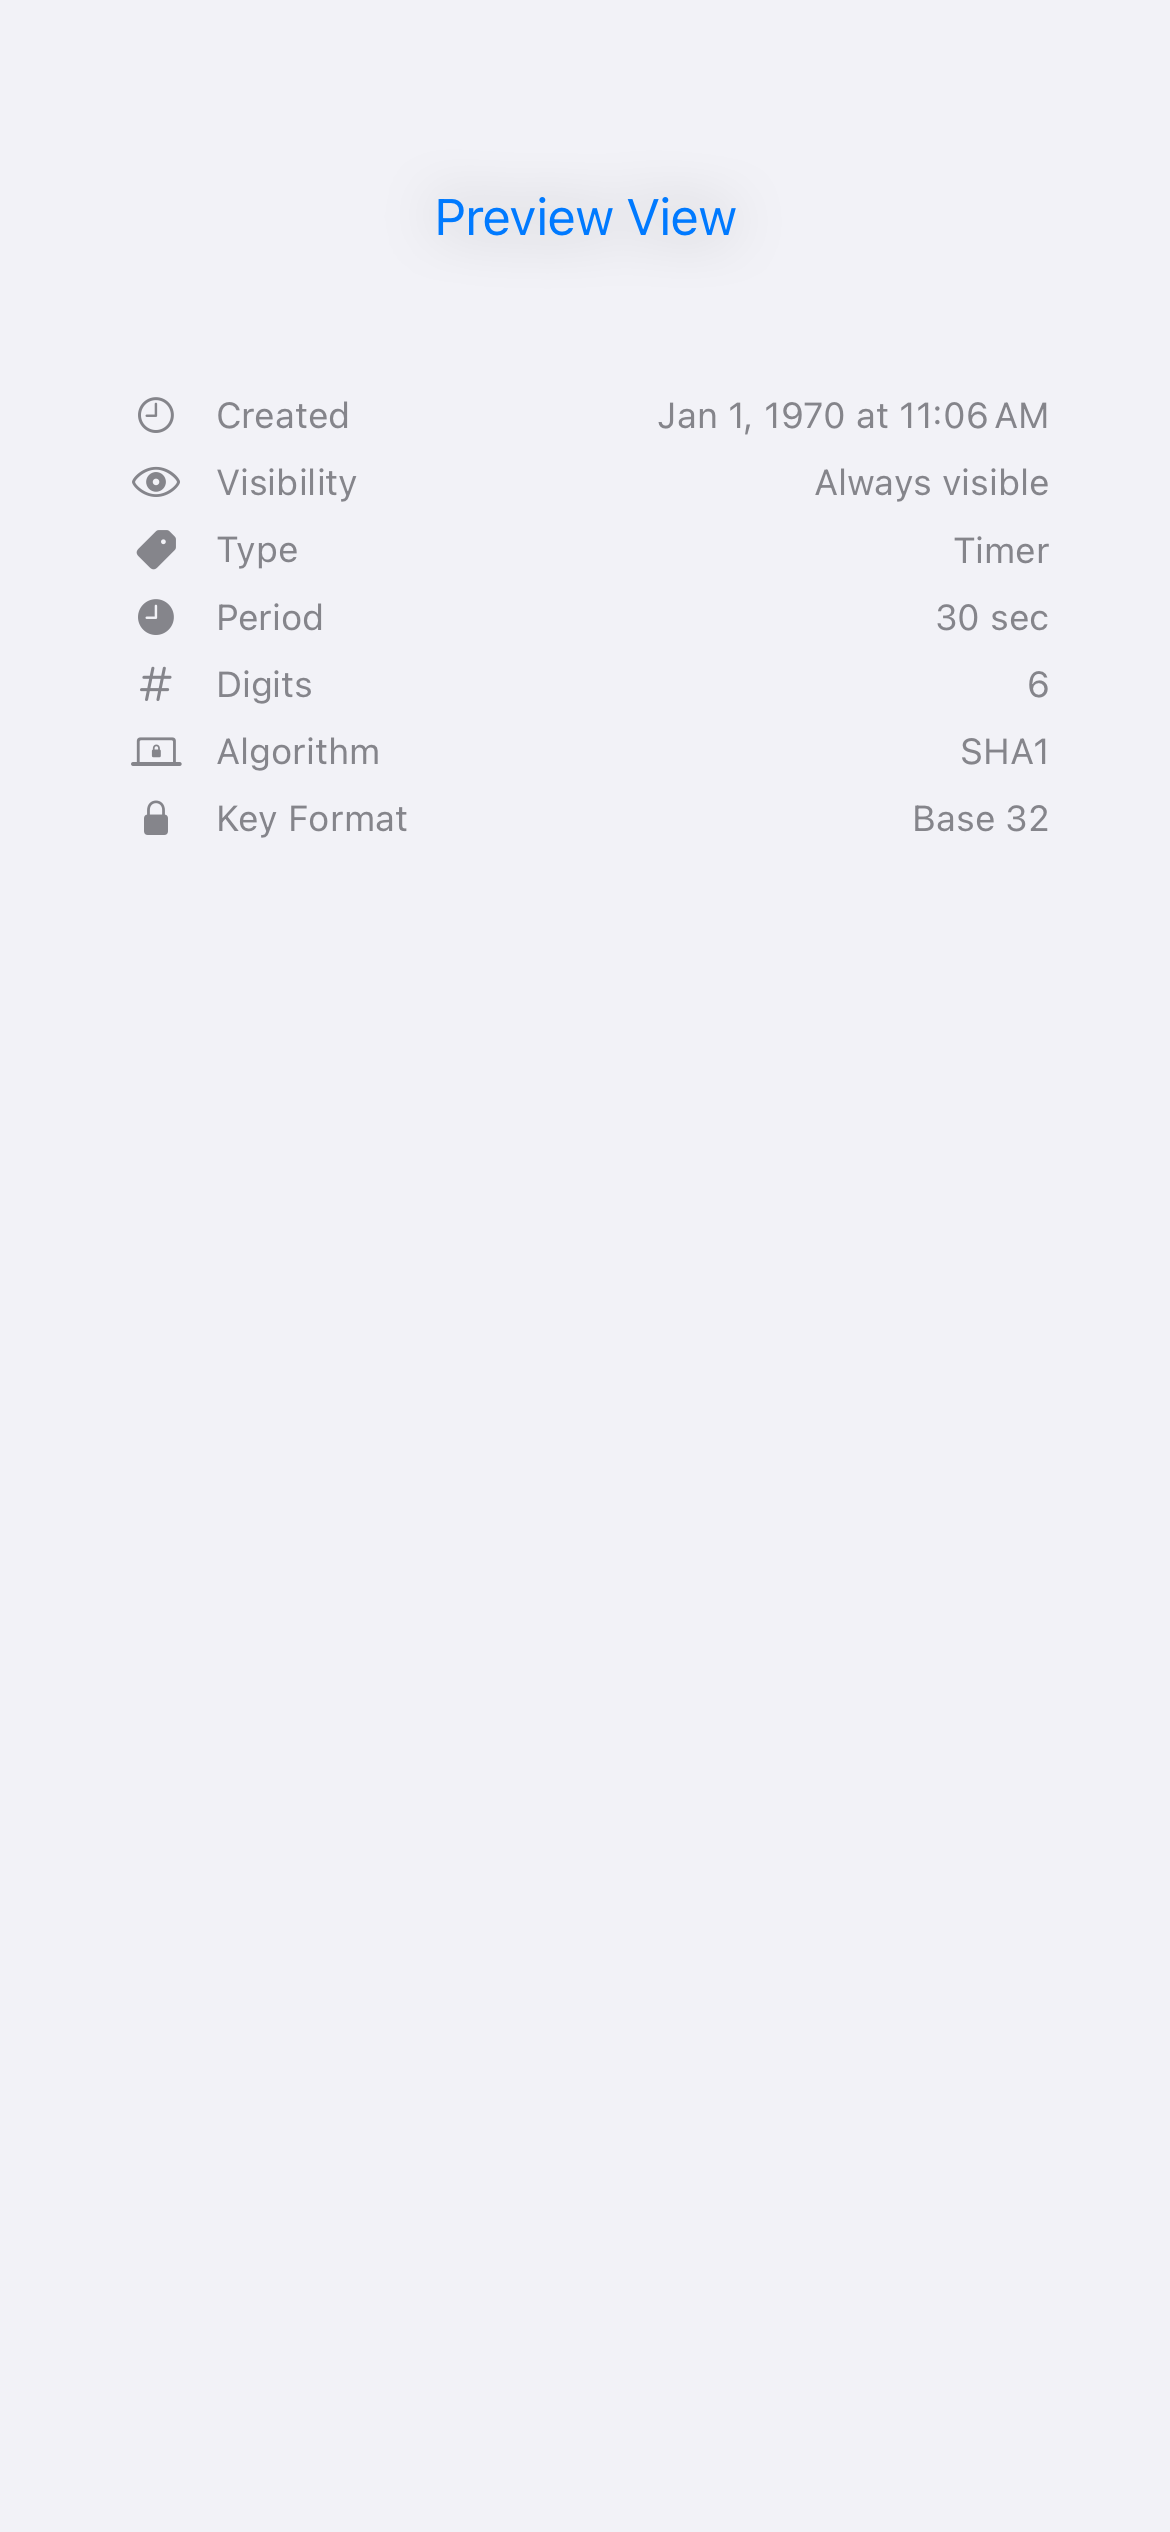 Preview View
Created Jan 1, 1970 at 11:06 AM
Visibility Always visible
Type Timer
Period 30 sec
Digits 6
Algorithm SHA1
Key Format Base 32